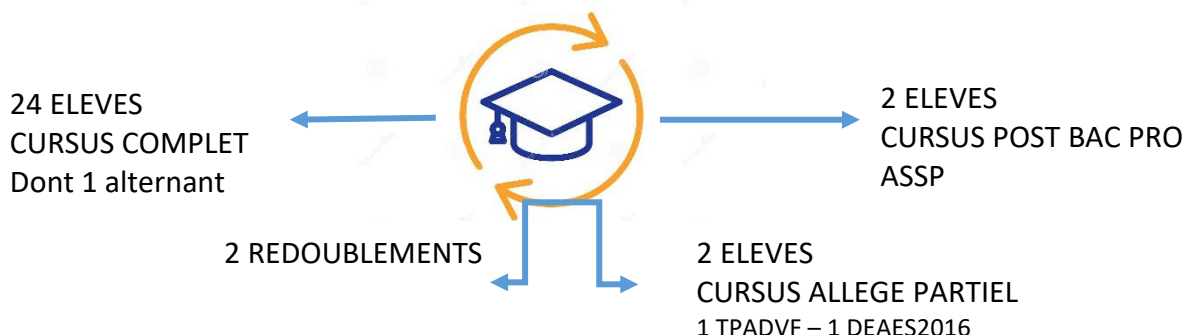 24 ELEVES
CURSUS COMPLET
Dont 1 alternant
2 ELEVES
CURSUS POST BAC PRO
ASSP
2 REDOUBLEMENTS
2 ELEVES
CURSUS ALLEGE PARTIEL
1 TPADVF – 1 DEAES2016